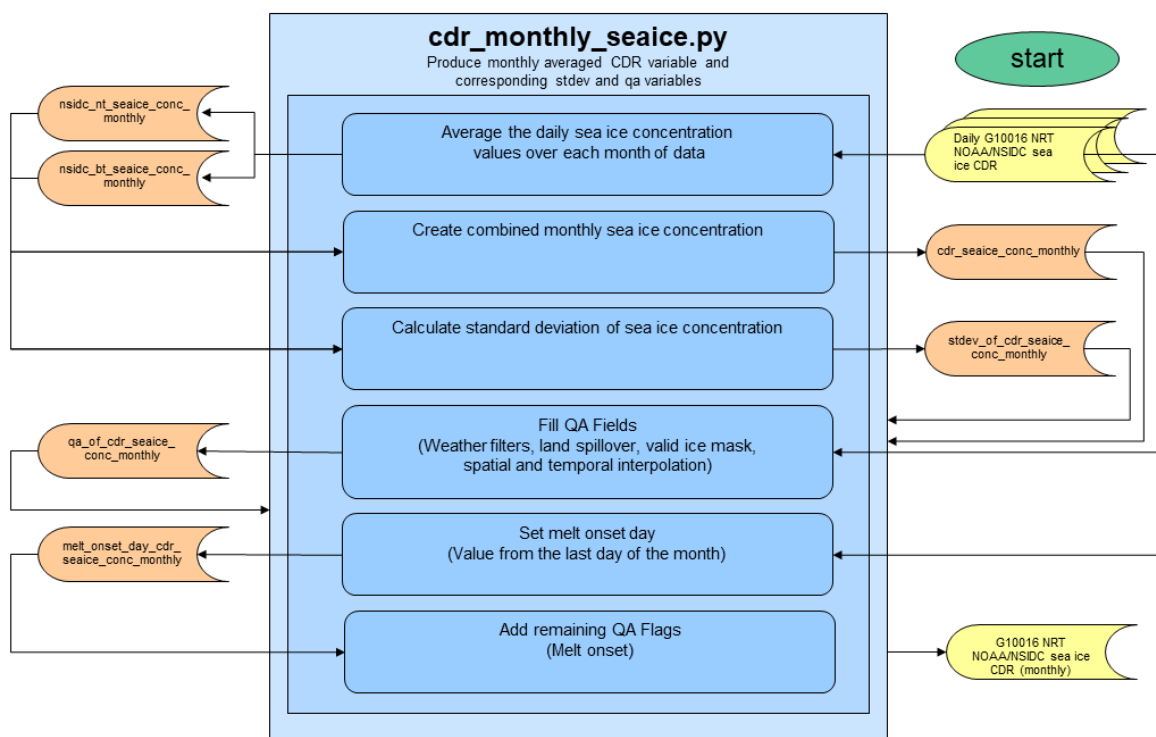 cdr_monthly_seaice.py
Produce monthly averaged CDR variable and
corresponding stdev and qa variables
start
nsidc_nt_seaice_conc_
monthly
nsidc_bt_seaice_conc_
monthly
Average the daily sea ice concentration
values over each month of data
Daily G10016 NRT
NOAA/NSIDC sea
ice CDR
Create combined monthly sea ice concentration
cdr_seaice_conc_monthly
Calculate standard deviation of sea ice concentration
stdev_of_cdr_seaice_
conc_monthly
qa_of_cdr_seaice_
conc_monthly
Fill QA Fields
(Weather filters, land spillover, valid ice mask,
spatial and temporal interpolation)
melt_onset_day_cdr_
seaice_conc_monthly
Set melt onset day
(Value from the last day of the month)
Add remaining QA Flags
(Melt onset)
G10016 NRT
NOAA/NSIDC sea ice
CDR (monthly)